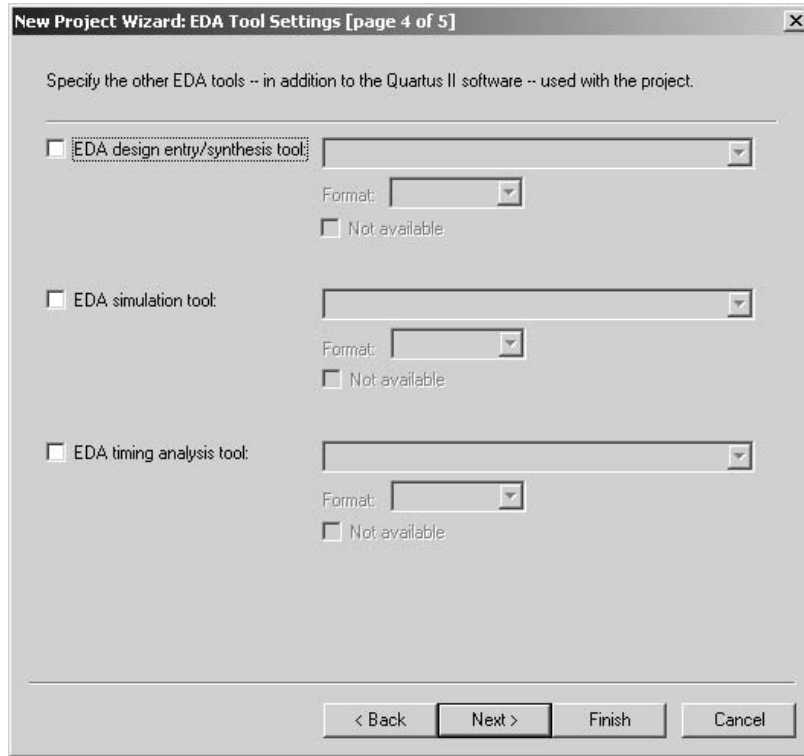 New Project Wizard: EDA Tool Settings [page 4 of 5]
Specify the other EDA tools -- in addition to the Quartus II software -- used with the project.
EDA design entry/synthesis tool:
Format:
Not available
EDA simulation tool:
Format:
Not available
EDA timing analysis tool:
Format:
Not available
< Back Next > Finish Cancel